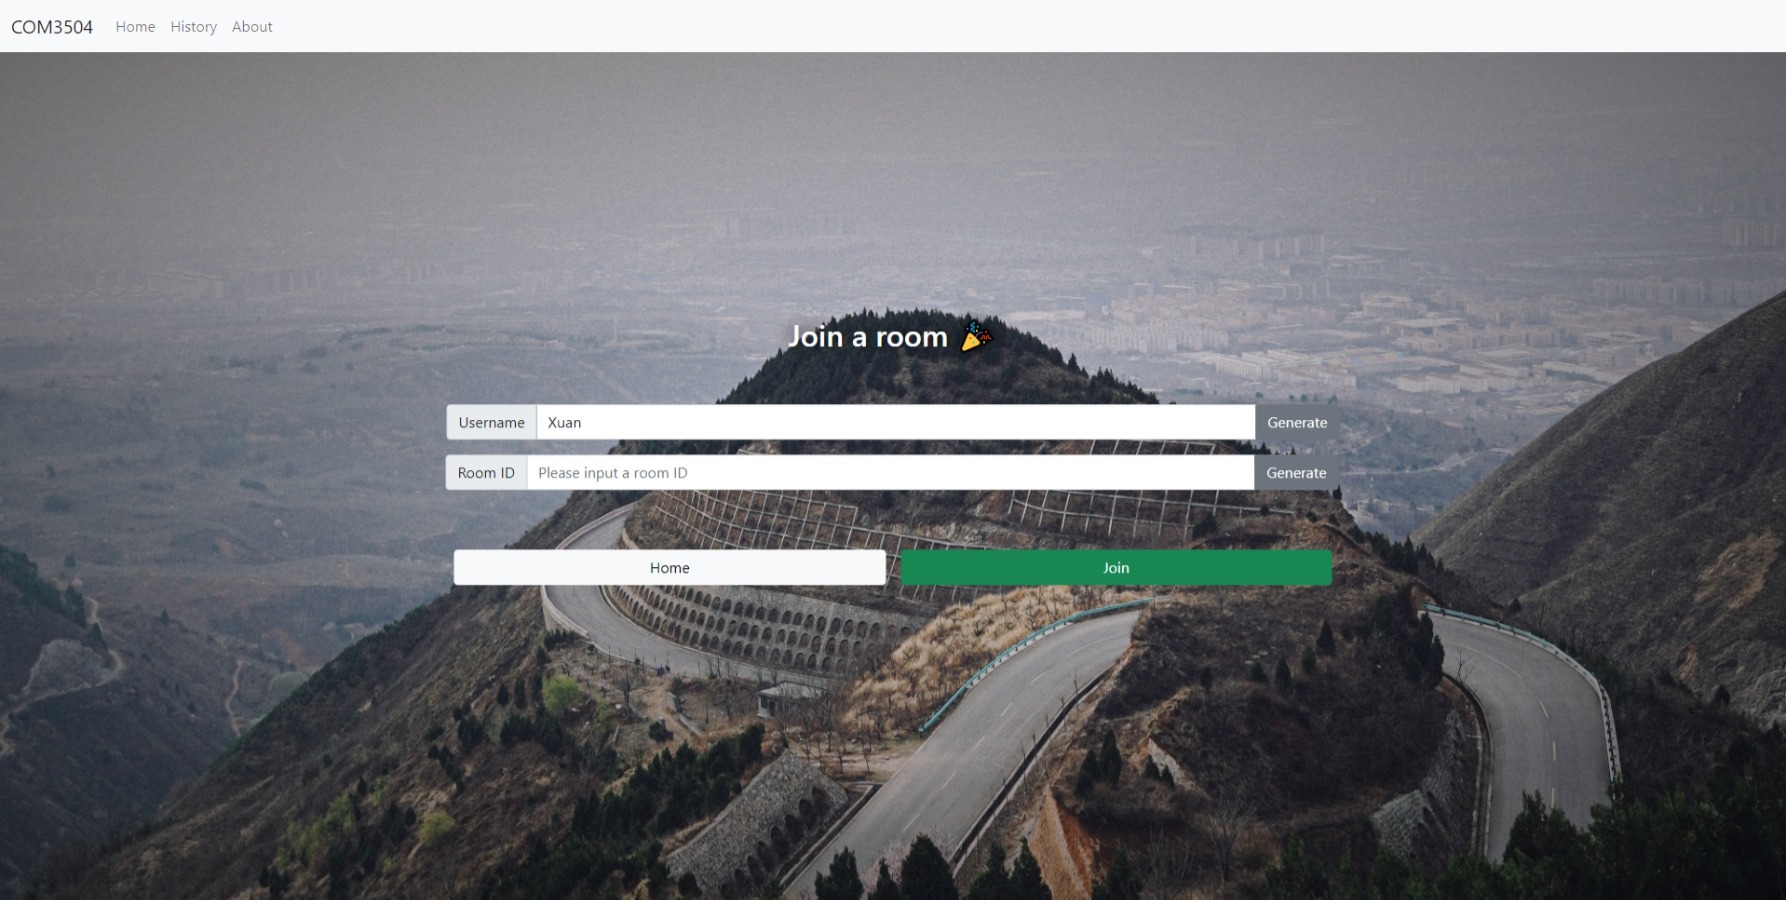 COM3504 Home History About
Join a room 🎉
Username Xuan Generate
Room ID Please input a room ID Generate
Home Join